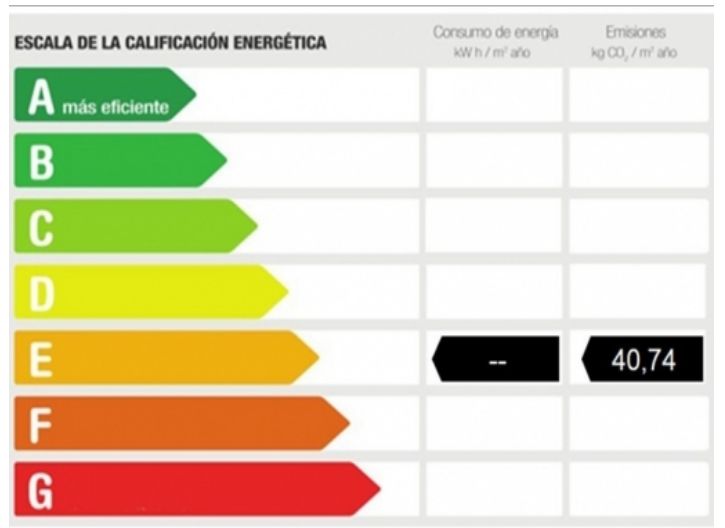 ESCALA DE LA CALIFICACIÓN ENERGÉTICA
Consumo de energía
kW h / m² año
Emisiones
kg CO₂ / m² año
A más eficiente
B
C
D
E
--
40,74
F
G